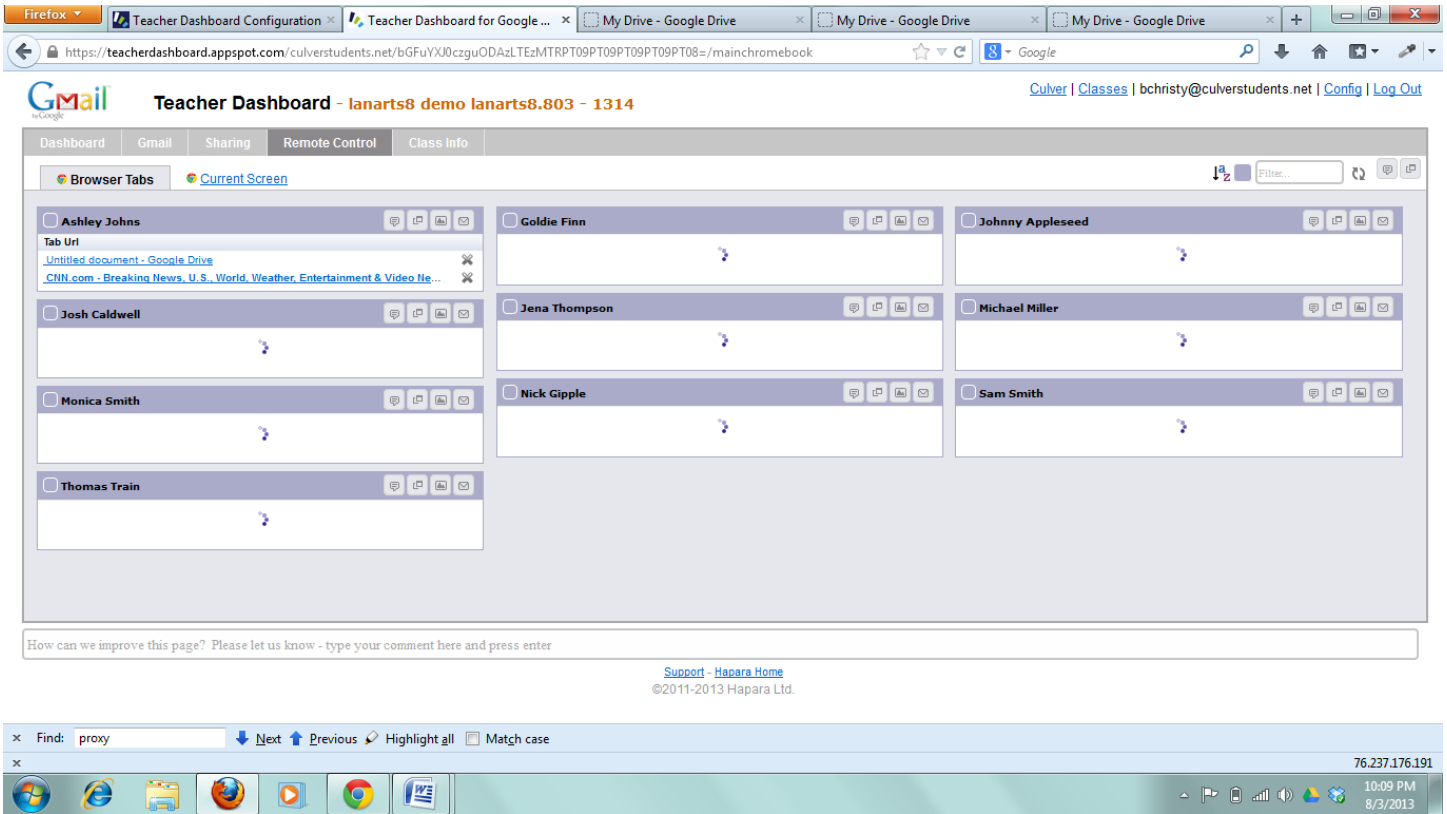 Firefox
Teacher Dashboard Configuration
Teacher Dashboard for Google ...
My Drive - Google Drive
My Drive - Google Drive
My Drive - Google Drive
https://teacherdashboard.appspot.com/culverstudents.net/bGFuYXJ0czguODAzLTEzMTRPT09PT09PT09PT09PT08=/mainchromebook
Google
Gmail
by Google
Teacher Dashboard - lanarts8 demo lanarts8.803 - 1314
Culver | Classes | bchristy@culverstudents.net | Config | Log Out
Dashboard Gmail Sharing Remote Control Class Info
Browser Tabs Current Screen
Filter...
Ashley Johns
Tab Url
Untitled document - Google Drive
CNN.com - Breaking News, U.S., World, Weather, Entertainment & Video Ne...
Goldie Finn
Johnny Appleseed
Josh Caldwell
Jena Thompson
Michael Miller
Monica Smith
Nick Gipple
Sam Smith
Thomas Train
How can we improve this page? Please let us know - type your comment here and press enter
Support - Hapara Home
©2011-2013 Hapara Ltd.
× Find: proxy Next Previous Highlight all Match case
× 76.237.176.191
10:09 PM
8/3/2013